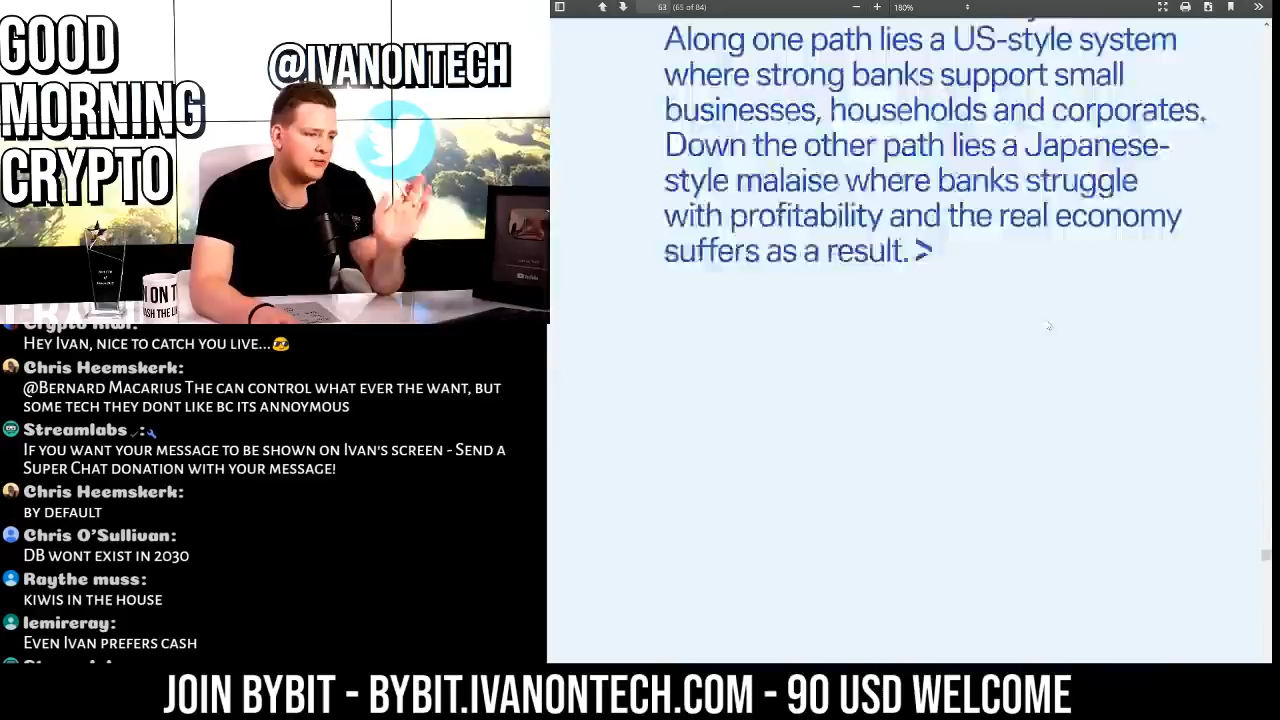 GOOD
MORNING
CRYPTO
@IVANONTECH
63 (65 of 84)
180%
Along one path lies a US-style system
where strong banks support small
businesses, households and corporates.
Down the other path lies a Japanese-
style malaise where banks struggle
with profitability and the real economy
suffers as a result. >
HEY IVAN, NICE TO CATCH YOU LIVE...
Chris Heemskerk:
@BERNARD MACARIUS THE CAN CONTROL WHAT EVER THE WANT, BUT
SOME TECH THEY DONT LIKE BC ITS ANNOYMOUS
Streamlabs :
IF YOU WANT YOUR MESSAGE TO BE SHOWN ON IVAN'S SCREEN - SEND A
SUPER CHAT DONATION WITH YOUR MESSAGE!
Chris Heemskerk:
BY DEFAULT
Chris O'Sullivan:
DB WONT EXIST IN 2030
Raythe muss:
KIWIS IN THE HOUSE
lemireray:
EVEN IVAN PREFERS CASH
JOIN BYBIT - BYBIT.IVANONTECH.COM - 90 USD WELCOME